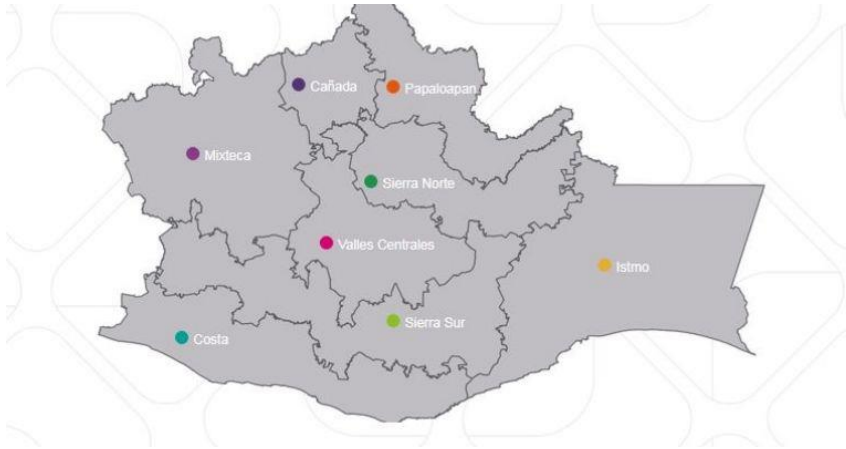 Cañada
Papaloapan
Mixteca
Sierra Norte
Valles Centrales
Istmo
Sierra Sur
Costa